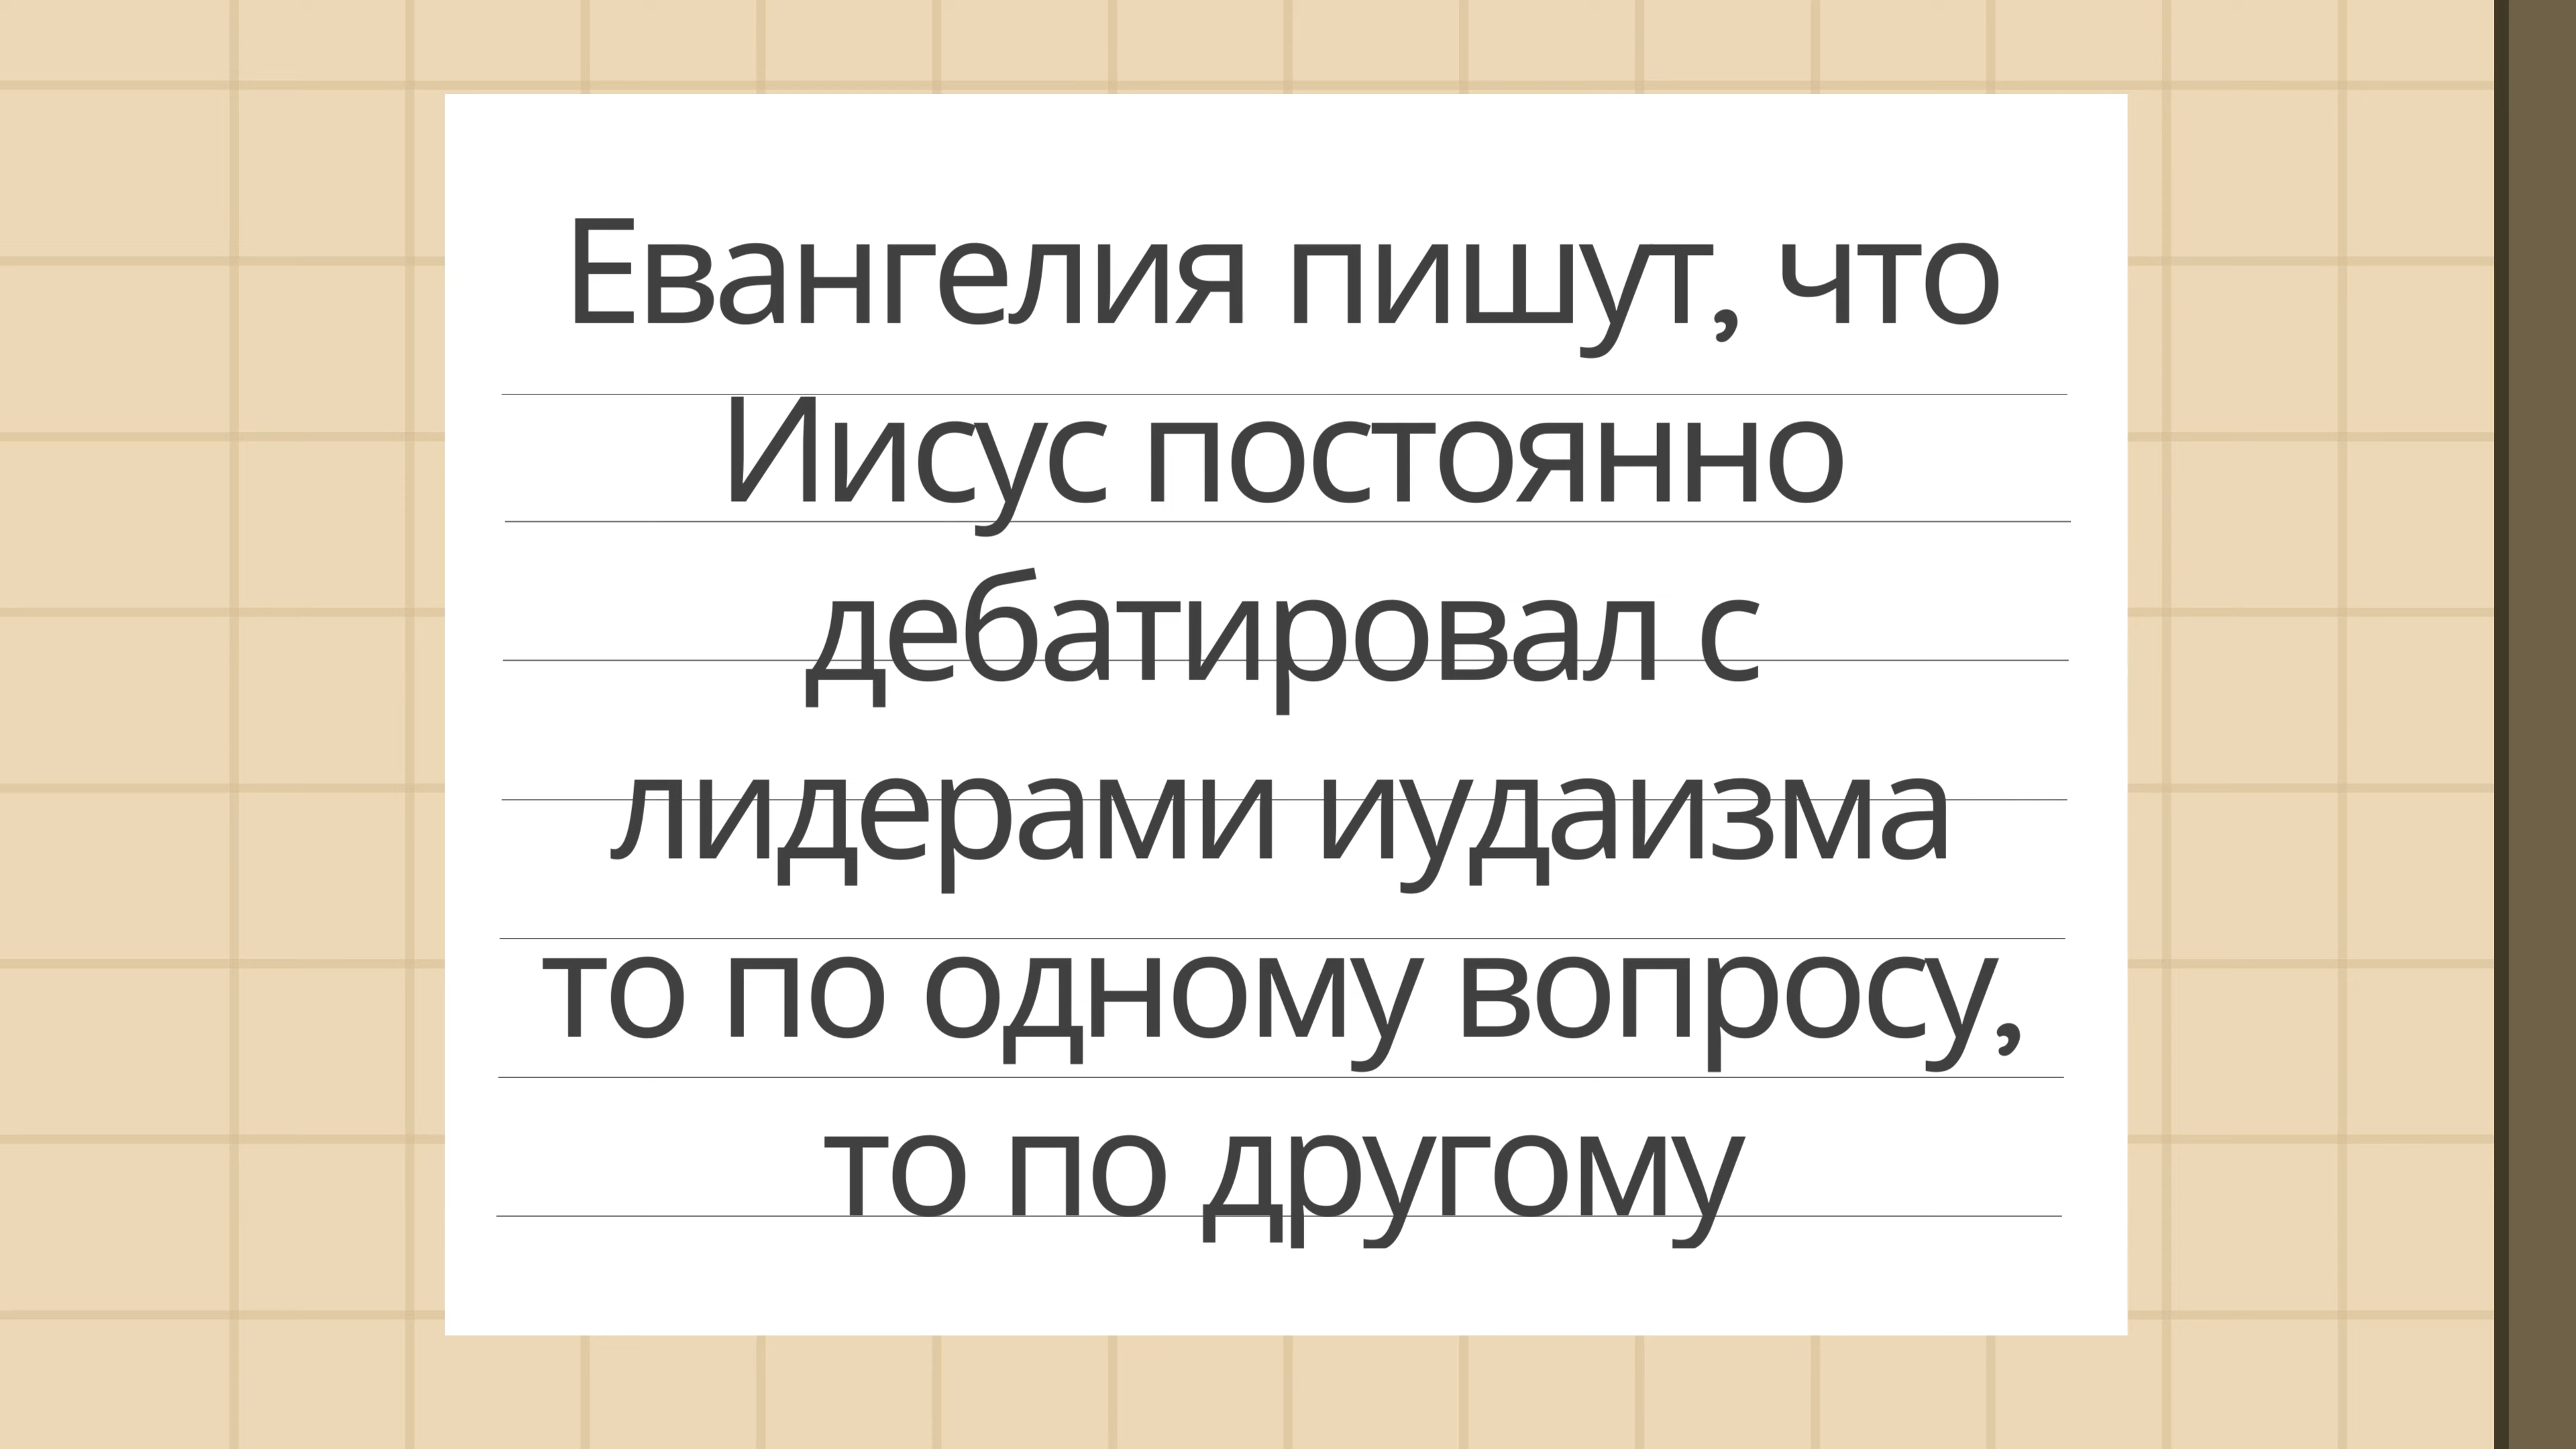 Евангелия пишут, что
Иисус постоянно
дебатировал с
лидерами иудаизма
то по одному вопросу,
то по другому